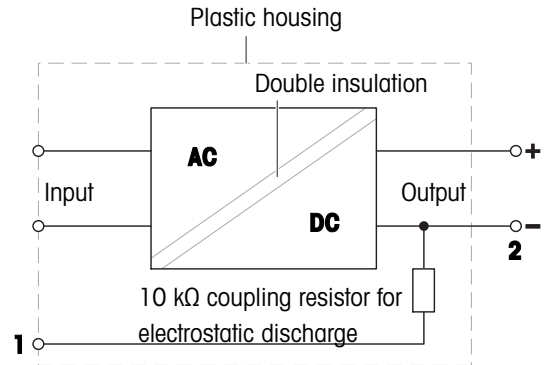 Plastic housing
Double insulation
AC
+
Input
Output
DC
−
2
10 kΩ coupling resistor for
electrostatic discharge
1